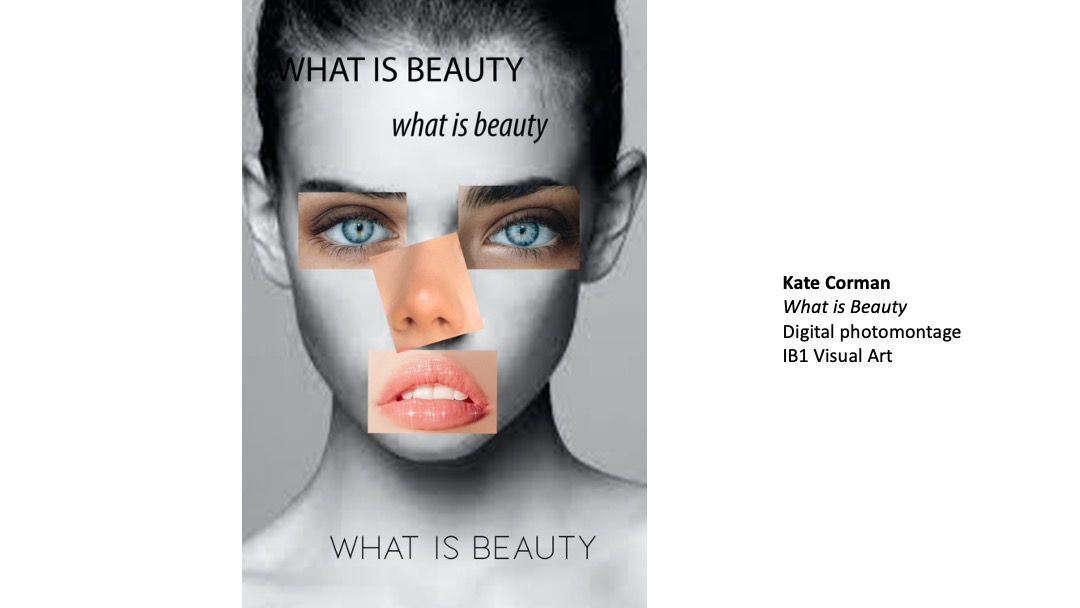 WHAT IS BEAUTY
what is beauty
WHAT IS BEAUTY
Kate Corman
What is Beauty
Digital photomontage
IB1 Visual Art